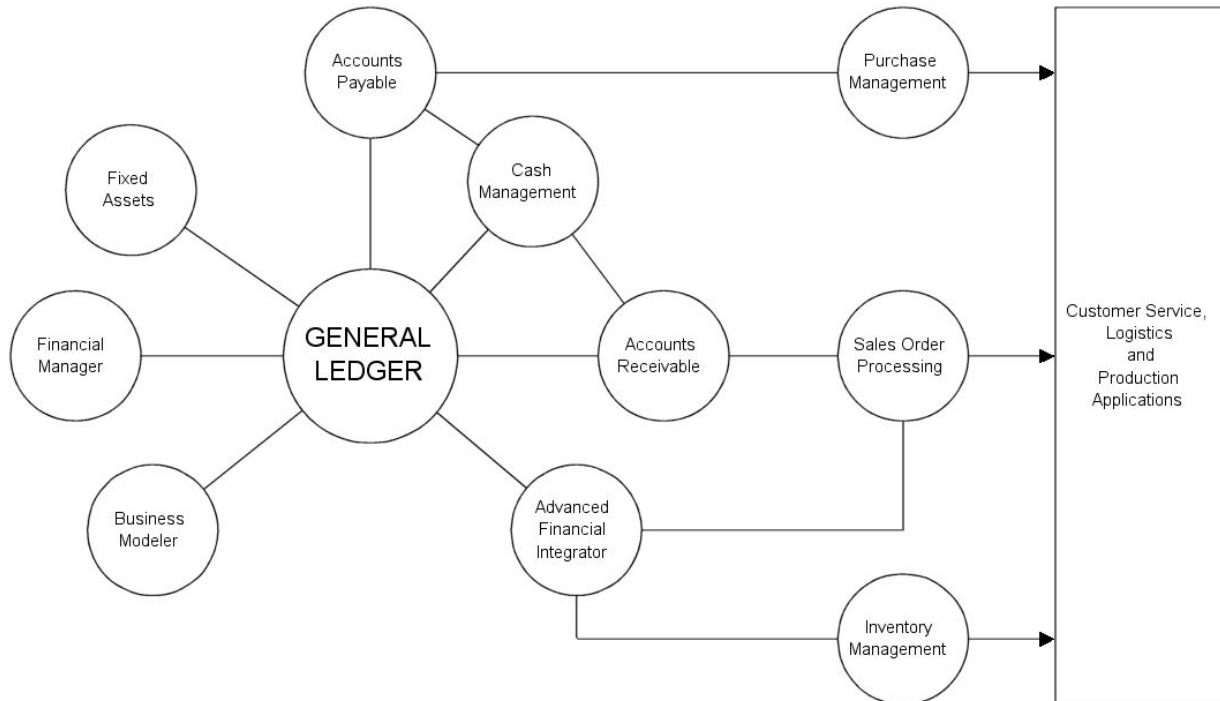 Accounts
Payable
Purchase
Management
Cash
Management
Fixed
Assets
GENERAL
LEDGER
Financial
Manager
Accounts
Receivable
Sales Order
Processing
Customer Service,
Logistics
and
Production
Applications
Business
Modeler
Advanced
Financial
Integrator
Inventory
Management